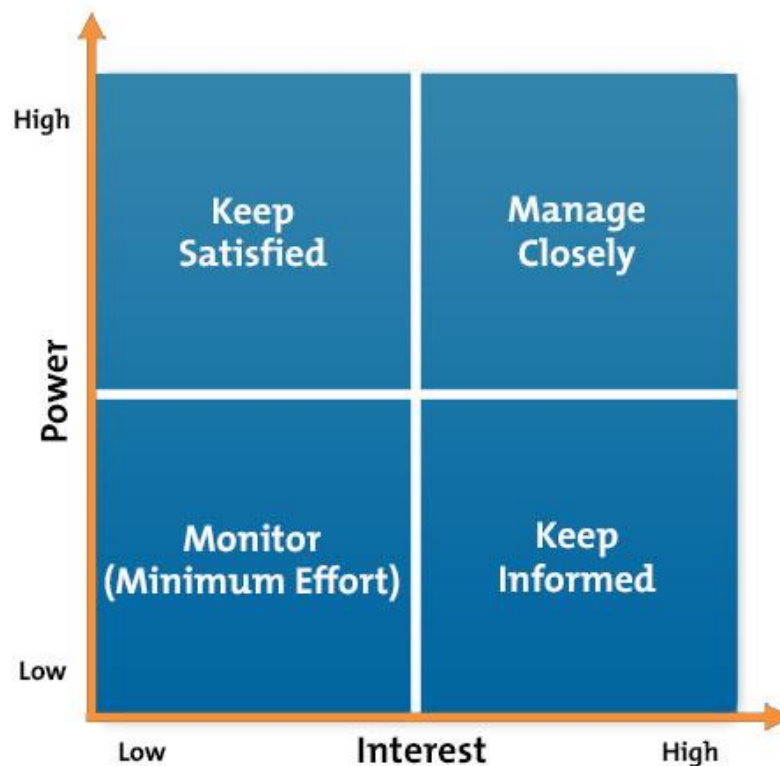 High
Keep
Satisfied
Manage
Closely
Power
Monitor
(Minimum Effort)
Keep
Informed
Low
Low
Interest
High